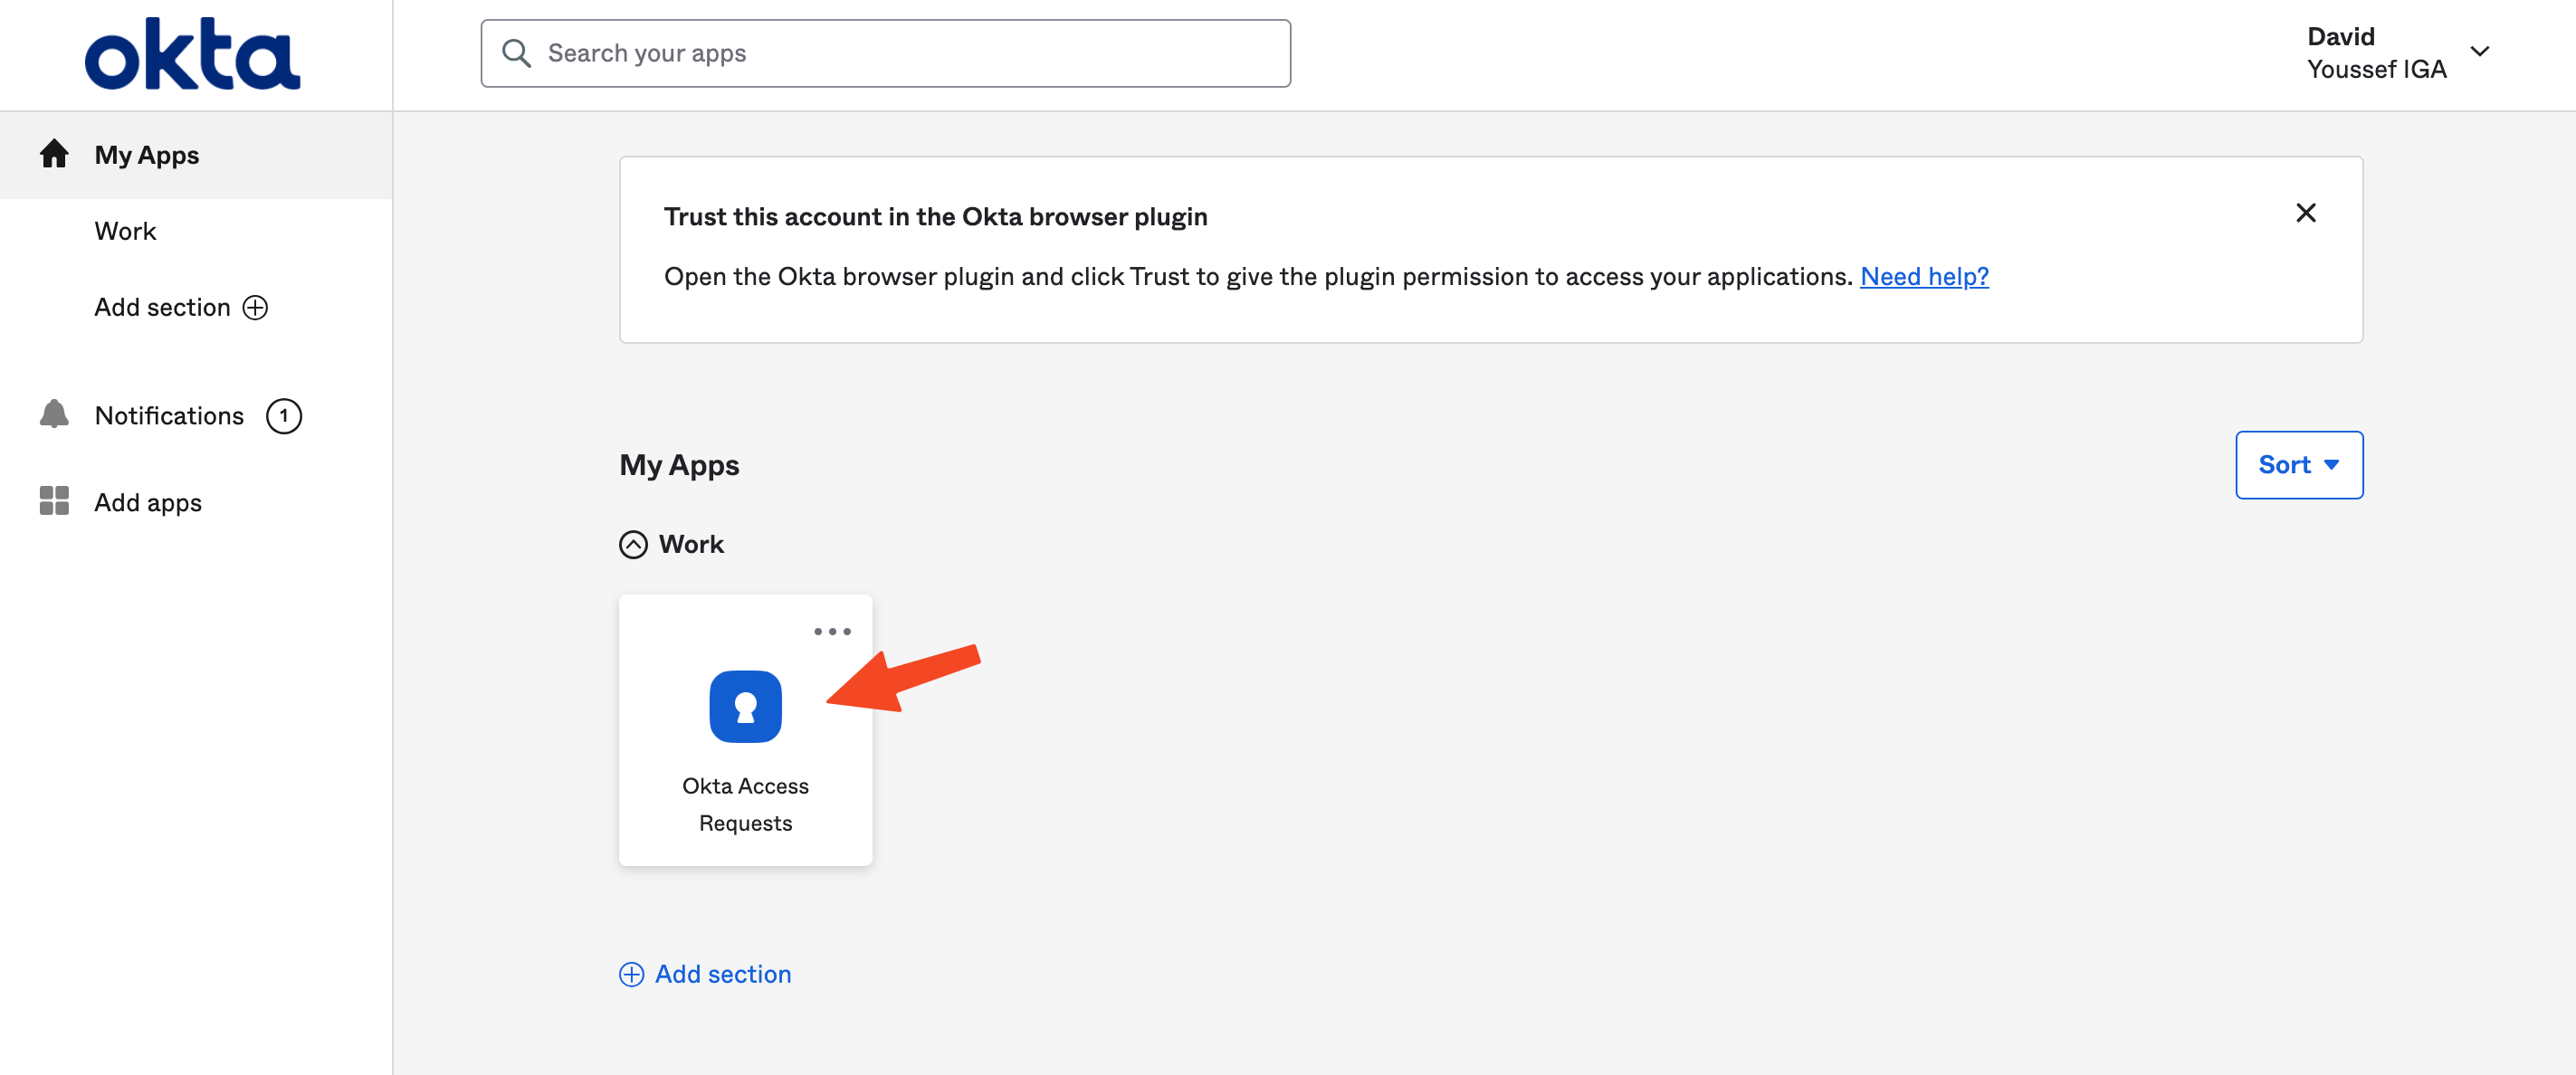 okta
Search your apps
David
Youssef IGA
My Apps
Work
Add section
Notifications 1
Add apps
Trust this account in the Okta browser plugin
Open the Okta browser plugin and click Trust to give the plugin permission to access your applications. Need help?
My Apps
Sort
Work
Okta Access
Requests
Add section